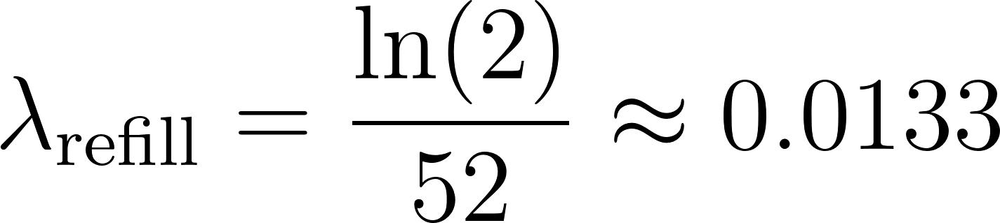 λ_refill = ln(2)/52 ≈ 0.0133